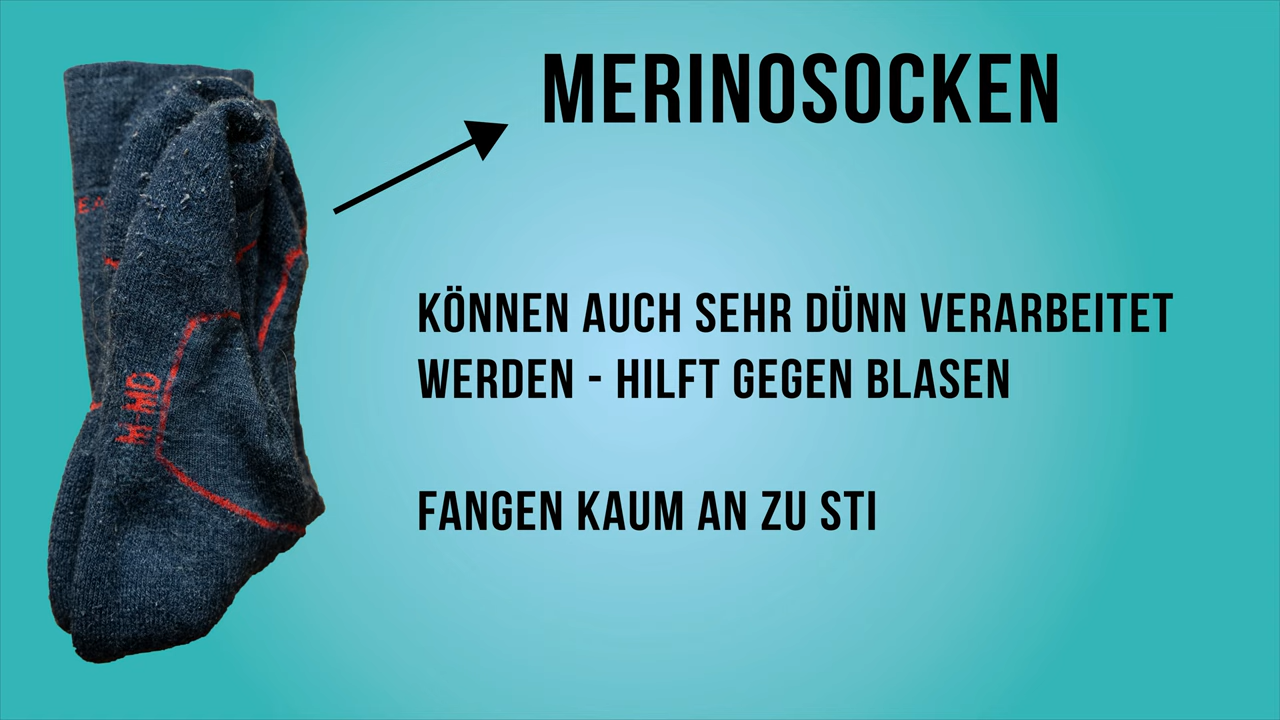 MERINOSOCKEN
KÖNNEN AUCH SEHR DÜNN VERARBEITET
WERDEN - HILFT GEGEN BLASEN
FANGEN KAUM AN ZU STI